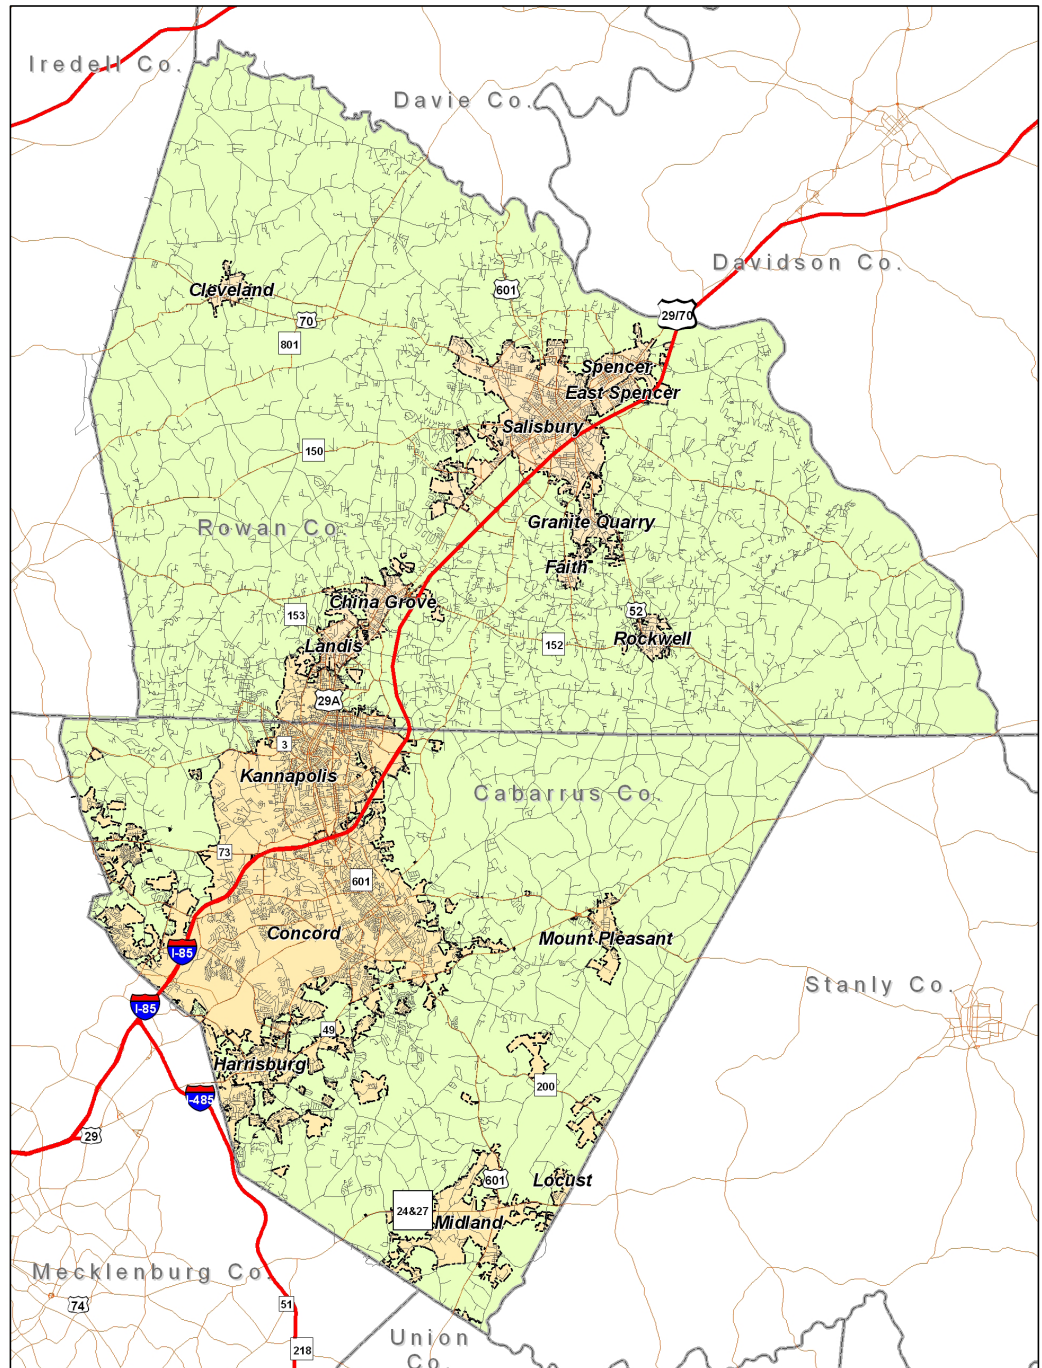 Iredell Co.
Davie Co.
Davidson Co.
Cleveland
601
70
29/70
801
Spencer
East Spencer
Salisbury
150
Rowan Co.
Granite Quarry
Faith
China Grove
153
52
Rockwell
Landis
152
29A
3
Kannapolis
Cabarrus Co.
73
601
Concord
Mount Pleasant
I-85
Stanly Co.
I-85
49
Harrisburg
200
I-485
29
Locust
601
24&27
Midland
Mecklenburg Co.
74
51
218
Union
Co.